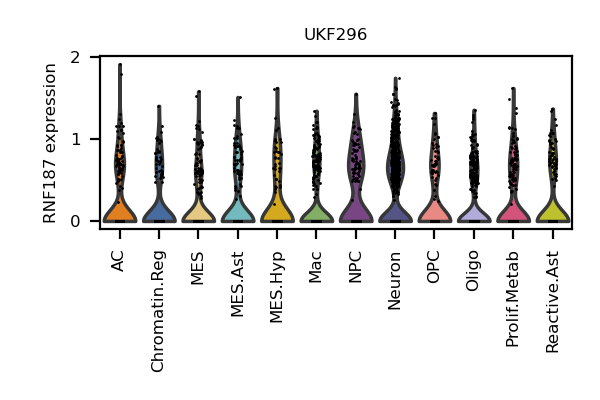 UKF296
RNF187 expression
2
1
0
AC
Chromatin.Reg
MES
MES.Ast
MES.Hyp
Mac
NPC
Neuron
OPC
Oligo
Prolif.Metab
Reactive.Ast